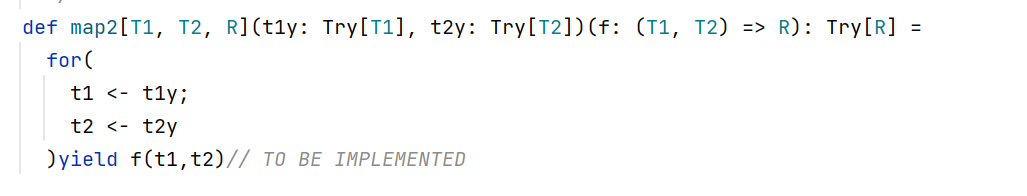 def map2[T1, T2, R](t1y: Try[T1], t2y: Try[T2])(f: (T1, T2) => R): Try[R] =
  for(
    t1 <- t1y;
    t2 <- t2y
  )yield f(t1,t2)// TO BE IMPLEMENTED